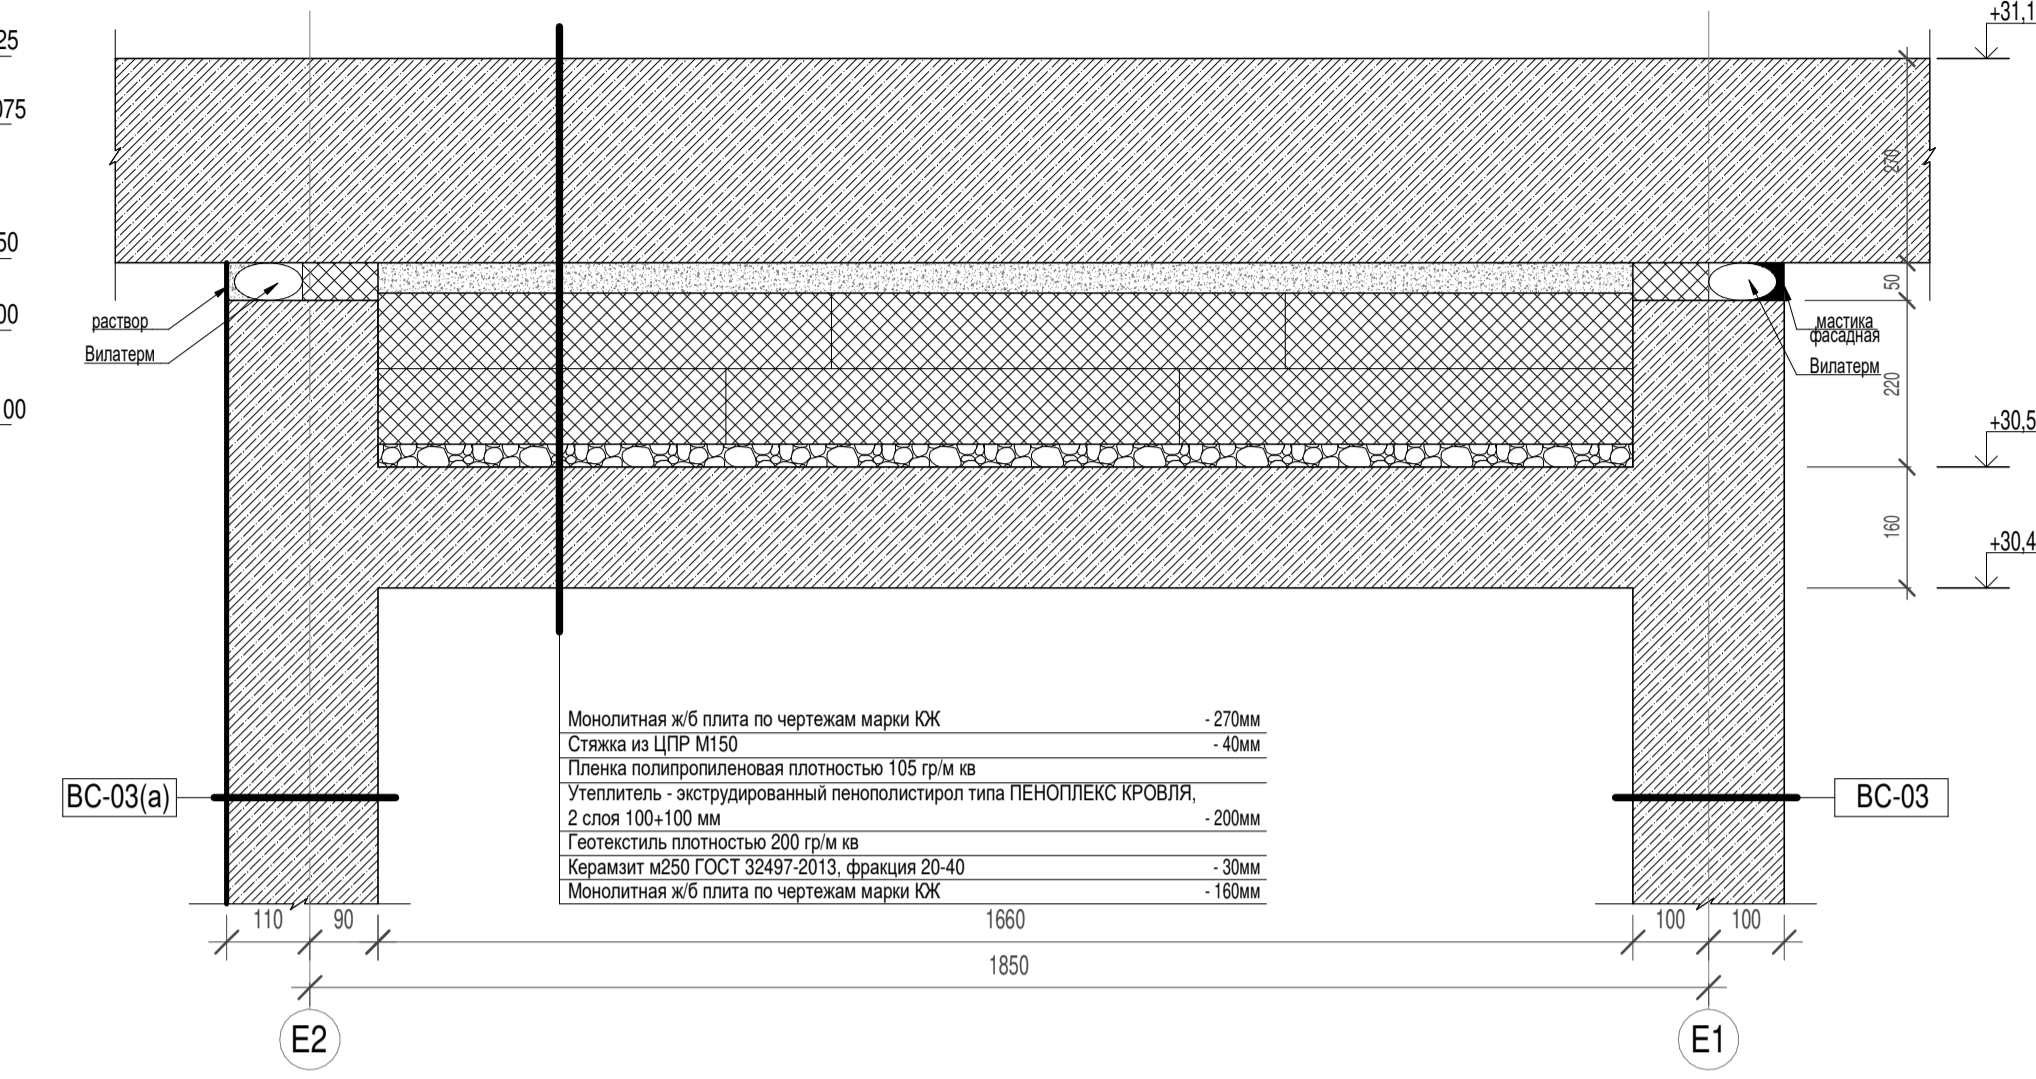 +31,1
25
075
270
50
50
раствор
00
мастика
фасадная
Вилатерм
Вилатерм
220
00
+30,5
160
+30,4
Монолитная ж/б плита по чертежам марки КЖ - 270мм
Стяжка из ЦПР М150 - 40мм
Пленка полипропиленовая плотностью 105 гр/м кв
Утеплитель - экструдированный пенополистирол типа ПЕНОПЛЕКС КРОВЛЯ,
2 слоя 100+100 мм - 200мм
Геотекстиль плотностью 200 гр/м кв
Керамзит м250 ГОСТ 32497-2013, фракция 20-40 - 30мм
Монолитная ж/б плита по чертежам марки КЖ - 160мм
ВС-03(а)
ВС-03
110 90 1660 100 100
1850
Е2 Е1